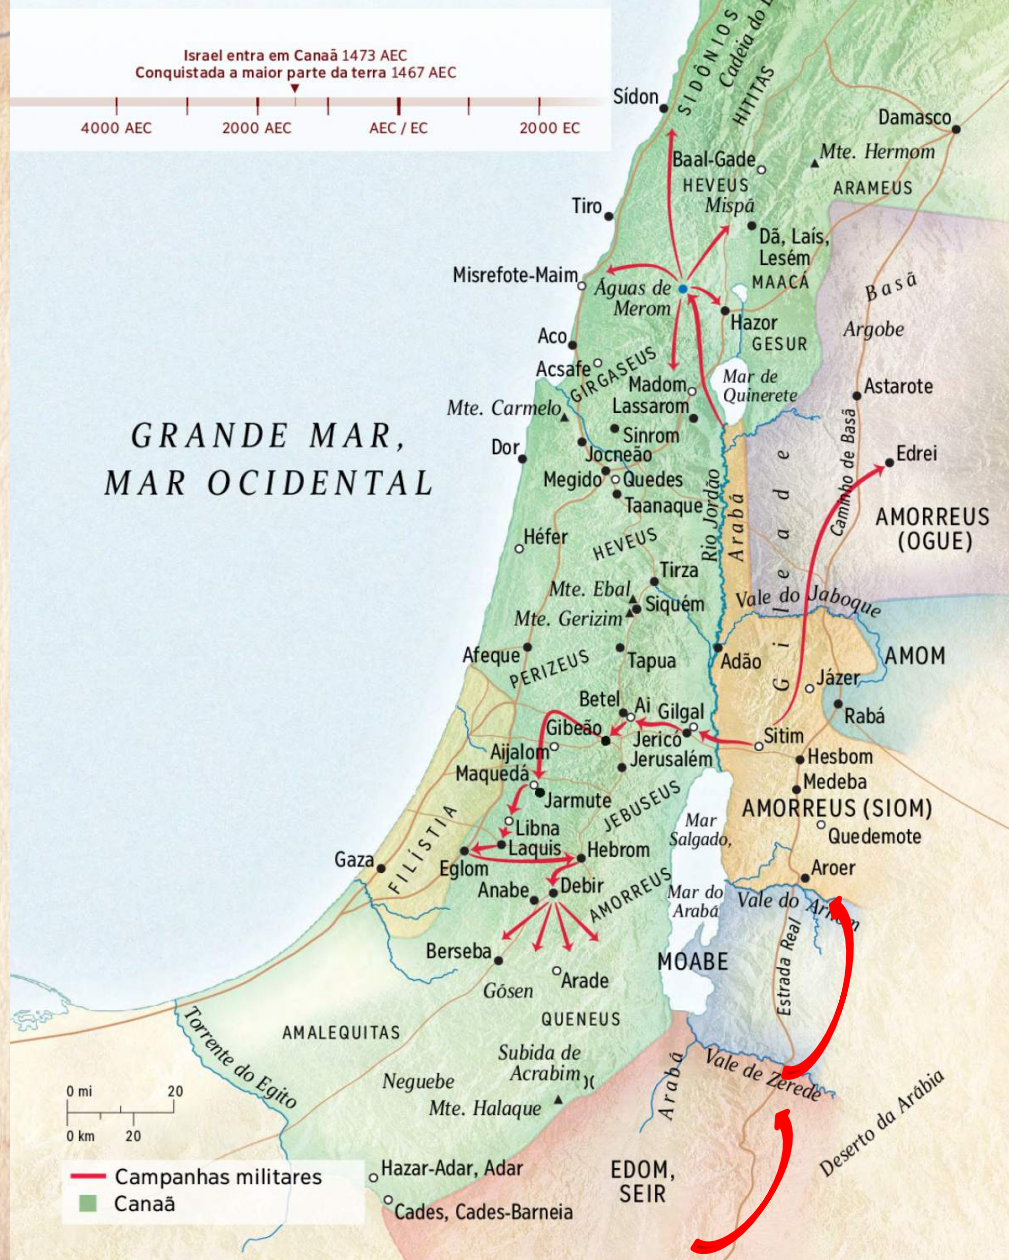 Israel entra em Canaã 1473 AEC
Conquistada a maior parte da terra 1467 AEC
4000 AEC
2000 AEC
AEC / EC
2000 EC
SIDÔNIOS
HITITAS
Sídon
Damasco
Mte. Hermom
Baal-Gade
HEVEUS
Mispá
ARAMEUS
Tiro
Dã, Laís,
Lesém
MAACÁ
Misrefote-Maim
Águas de
Merom
Basã
Argobe
Hazor
GESUR
Aco
Acsafe
GIRGASEUS
Madom
Mar de
Quinerete
Astarote
Mte. Carmelo
Lassarom
Sinrom
Dor
Jocneão
Edrei
Megido
Quedes
Taanaque
Rio Jordão
Arabá
Gileade
Caminho de Basã
AMORREUS
(OGUE)
GRANDE MAR,
MAR OCIDENTAL
Héfer
HEVEUS
Tirza
Mte. Ebal
Siquém
Mte. Gerizim
Vale do Jaboque
Afeque
PERIZEUS
Tapua
Adão
AMOM
Jázer
Rabá
Betel
Ai
Gilgal
Gibeão
Jericó
Sitim
Aijalom
Jerusalém
Hesbom
Maquedá
Jarmute
Medeba
JEBUSEUS
AMORREUS (SIOM)
Libna
Quedemote
Laquis
Mar
Salgado,
Mar do
Arabá
FILÍSTIA
Gaza
Eglom
Hebrom
Aroer
Anabe
Debir
AMORREUS
Vale do Arnom
Berseba
Arade
MOABE
Estrada Real
Gósen
QUENEUS
AMALEQUITAS
Torrente do Egito
Subida de
Acrabim
Neguebe
Mte. Halaque
Arabá
Vale de Zerede
Deserto da Arábia
EDOM,
SEIR
0 mi 20
0 km 20
Campanhas militares
Canaã
Hazar-Adar, Adar
Cades, Cades-Barneia